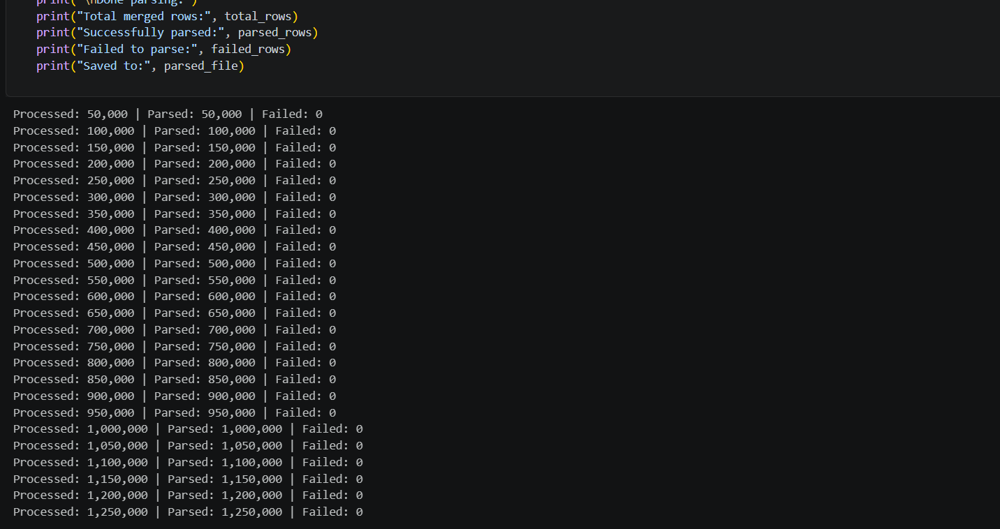 print("\nDone parsing.")
print("Total merged rows:", total_rows)
print("Successfully parsed:", parsed_rows)
print("Failed to parse:", failed_rows)
print("Saved to:", parsed_file)
Processed: 50,000 | Parsed: 50,000 | Failed: 0
Processed: 100,000 | Parsed: 100,000 | Failed: 0
Processed: 150,000 | Parsed: 150,000 | Failed: 0
Processed: 200,000 | Parsed: 200,000 | Failed: 0
Processed: 250,000 | Parsed: 250,000 | Failed: 0
Processed: 300,000 | Parsed: 300,000 | Failed: 0
Processed: 350,000 | Parsed: 350,000 | Failed: 0
Processed: 400,000 | Parsed: 400,000 | Failed: 0
Processed: 450,000 | Parsed: 450,000 | Failed: 0
Processed: 500,000 | Parsed: 500,000 | Failed: 0
Processed: 550,000 | Parsed: 550,000 | Failed: 0
Processed: 600,000 | Parsed: 600,000 | Failed: 0
Processed: 650,000 | Parsed: 650,000 | Failed: 0
Processed: 700,000 | Parsed: 700,000 | Failed: 0
Processed: 750,000 | Parsed: 750,000 | Failed: 0
Processed: 800,000 | Parsed: 800,000 | Failed: 0
Processed: 850,000 | Parsed: 850,000 | Failed: 0
Processed: 900,000 | Parsed: 900,000 | Failed: 0
Processed: 950,000 | Parsed: 950,000 | Failed: 0
Processed: 1,000,000 | Parsed: 1,000,000 | Failed: 0
Processed: 1,050,000 | Parsed: 1,050,000 | Failed: 0
Processed: 1,100,000 | Parsed: 1,100,000 | Failed: 0
Processed: 1,150,000 | Parsed: 1,150,000 | Failed: 0
Processed: 1,200,000 | Parsed: 1,200,000 | Failed: 0
Processed: 1,250,000 | Parsed: 1,250,000 | Failed: 0